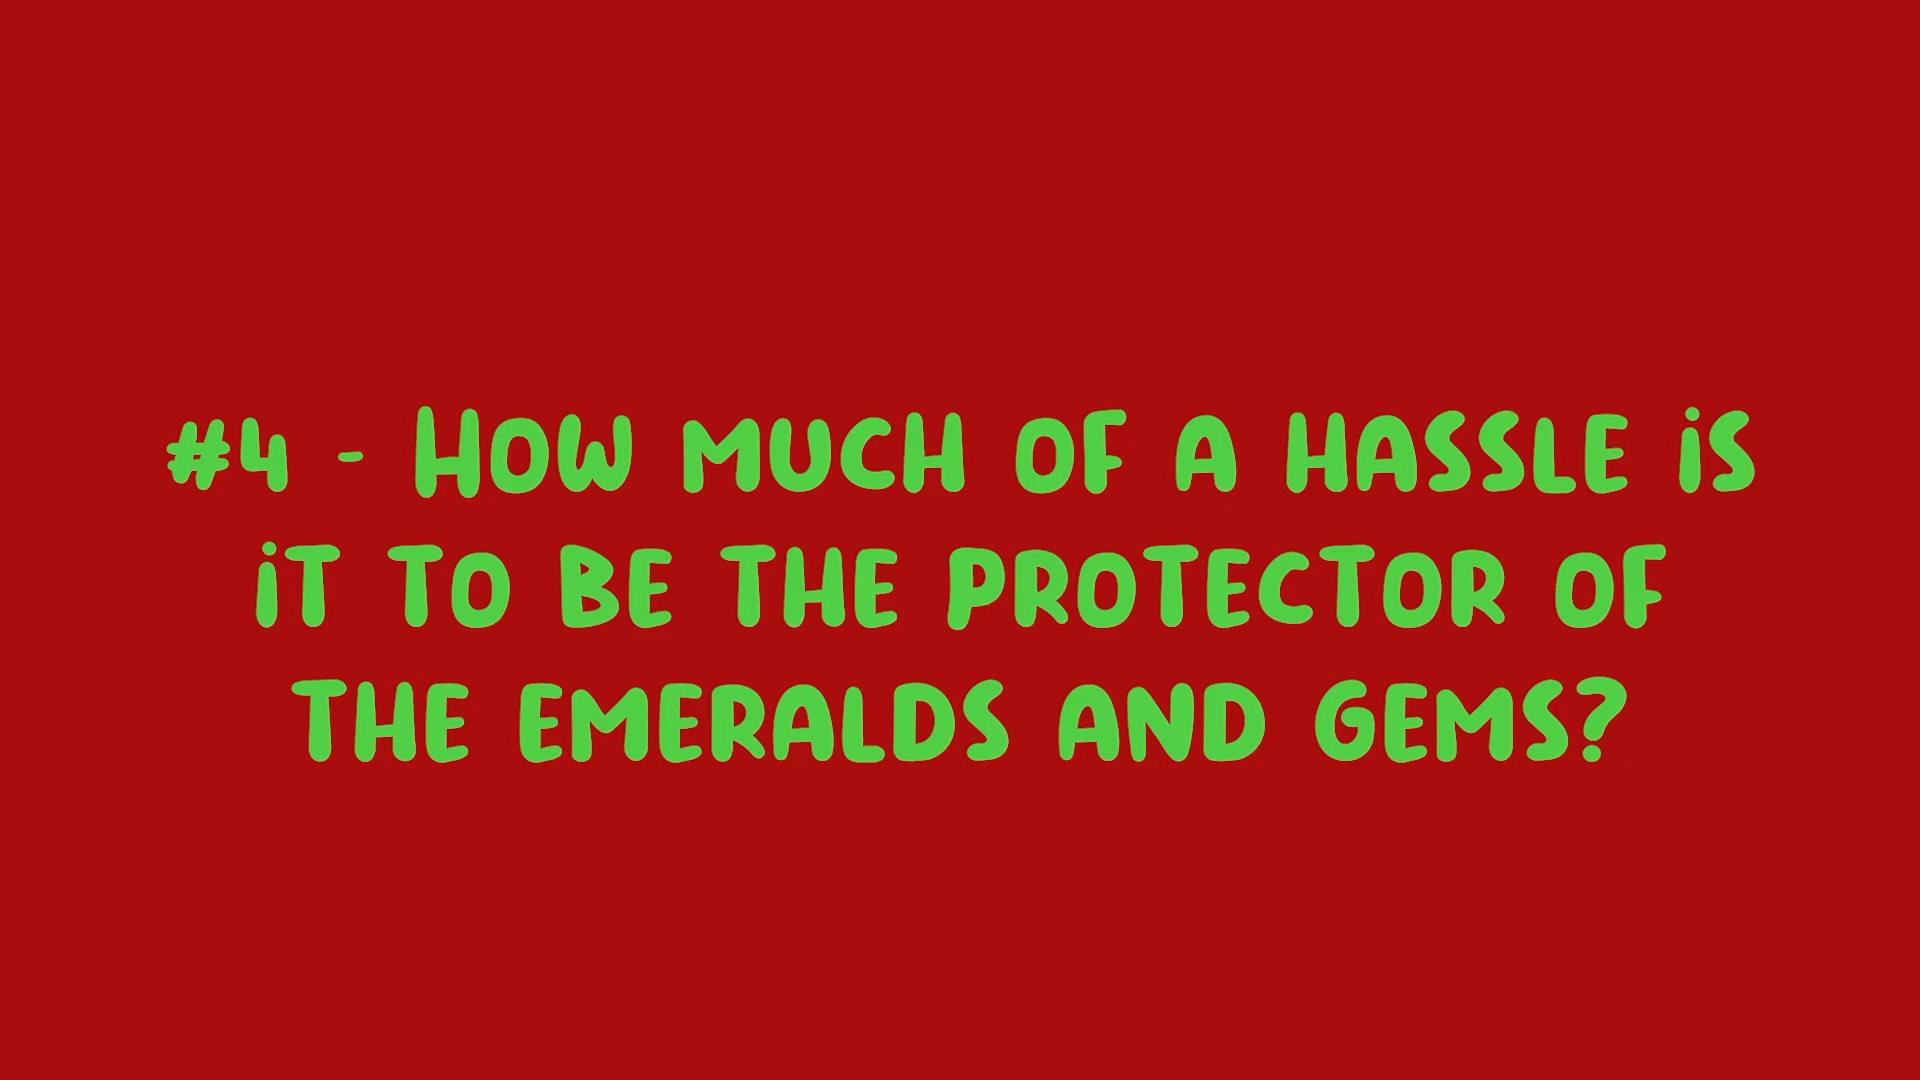 #4 - How much of a hassle is
it to be the protector of
the emeralds and gems?